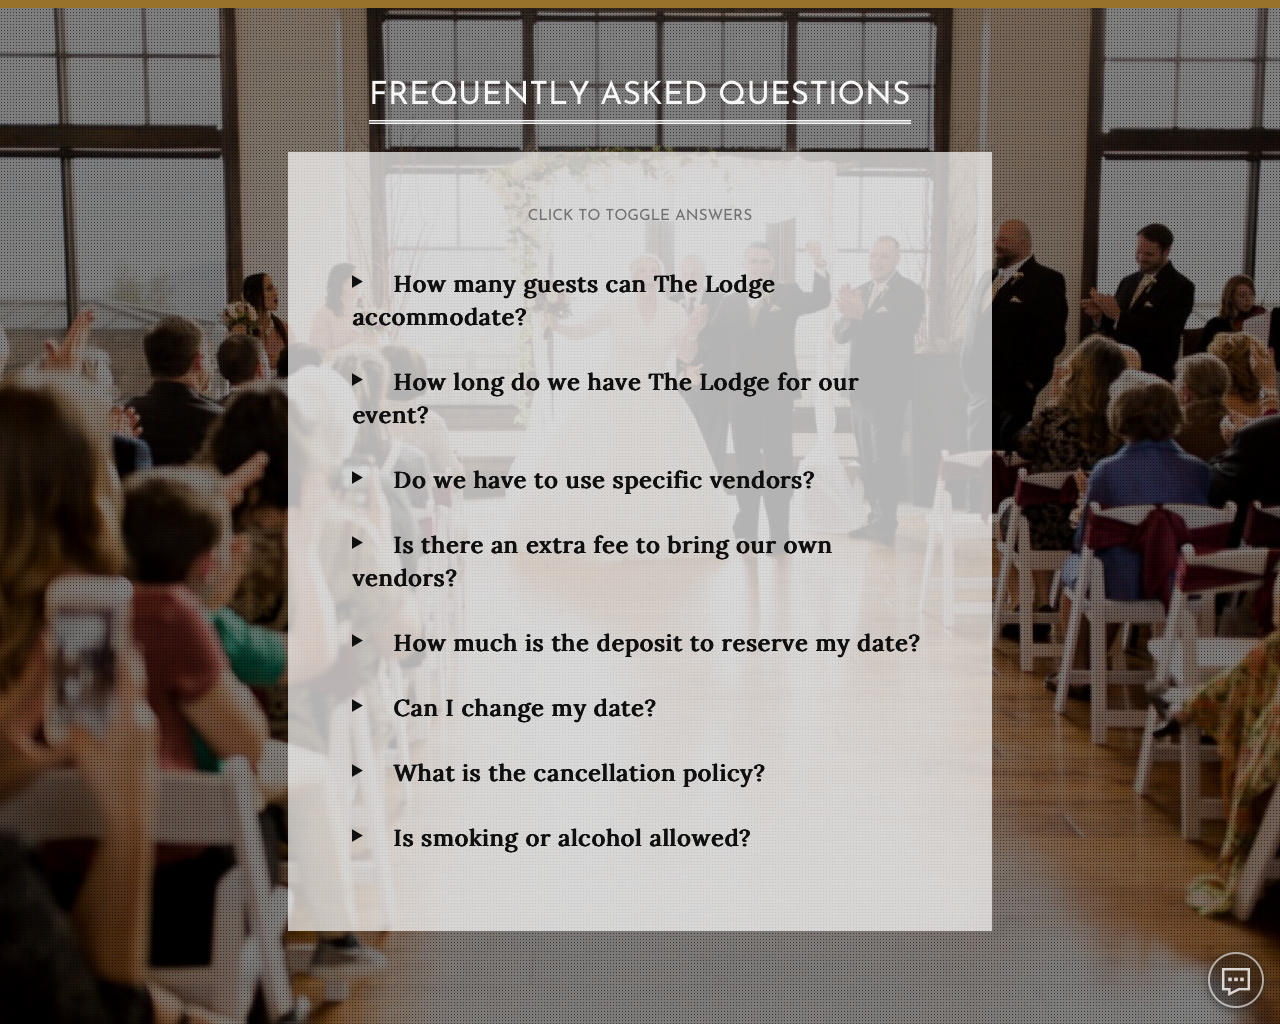 FREQUENTLY ASKED QUESTIONS
CLICK TO TOGGLE ANSWERS
How many guests can The Lodge
accommodate?
How long do we have The Lodge for our
event?
Do we have to use specific vendors?
Is there an extra fee to bring our own
vendors?
How much is the deposit to reserve my date?
Can I change my date?
What is the cancellation policy?
Is smoking or alcohol allowed?